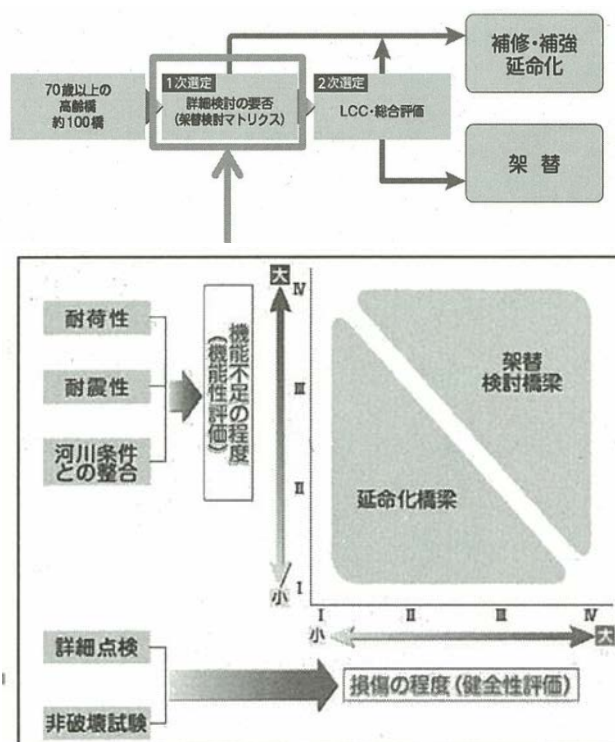 70歳以上の
高齢橋
約100橋
1次選定
詳細検討の要否
(架替検討マトリクス)
2次選定
LCC・総合評価
補修・補強
延命化
架 替
耐荷性
耐震性
河川条件
との整合
機能不足の程度
(機能性評価)
大
Ⅳ
Ⅲ
Ⅱ
Ⅰ
小
架替
検討橋梁
延命化橋梁
Ⅰ
Ⅱ
Ⅲ
Ⅳ
小
大
詳細点検
非破壊試験
損傷の程度(健全性評価)